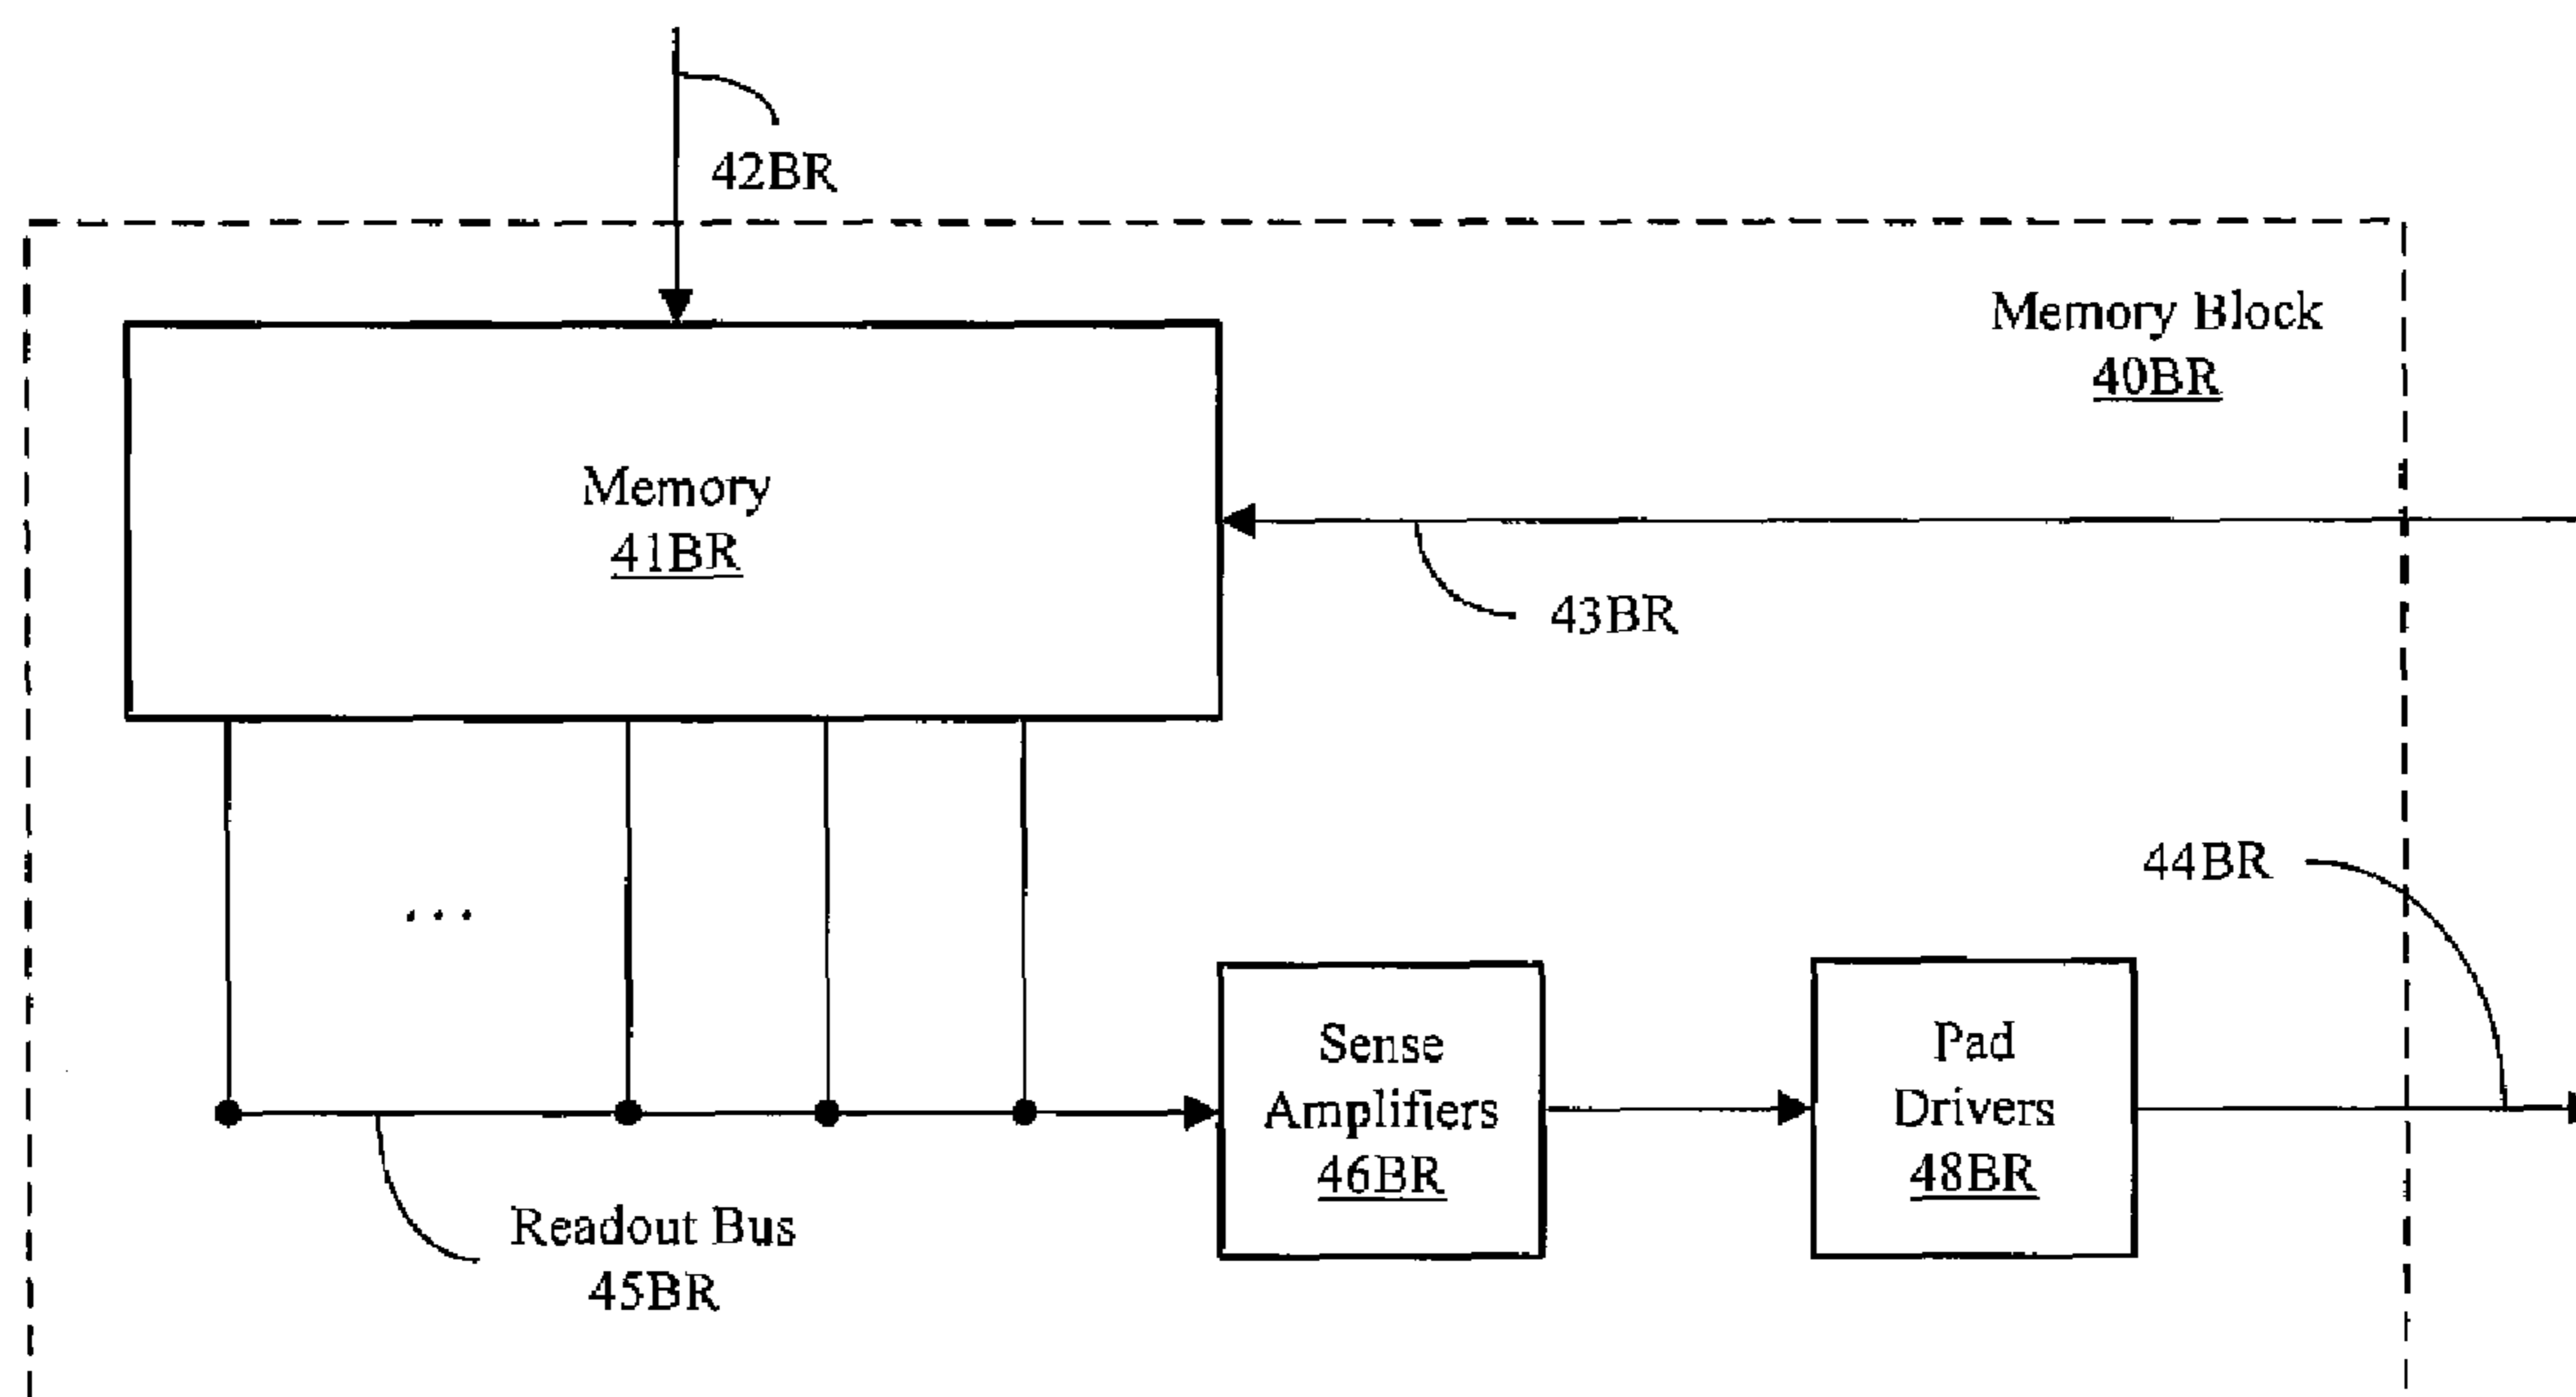 42BR
Memory Block
40BR
Memory
41BR
43BR
44BR
Sense
Amplifiers
46BR
Pad
Drivers
48BR
Readout Bus
45BR